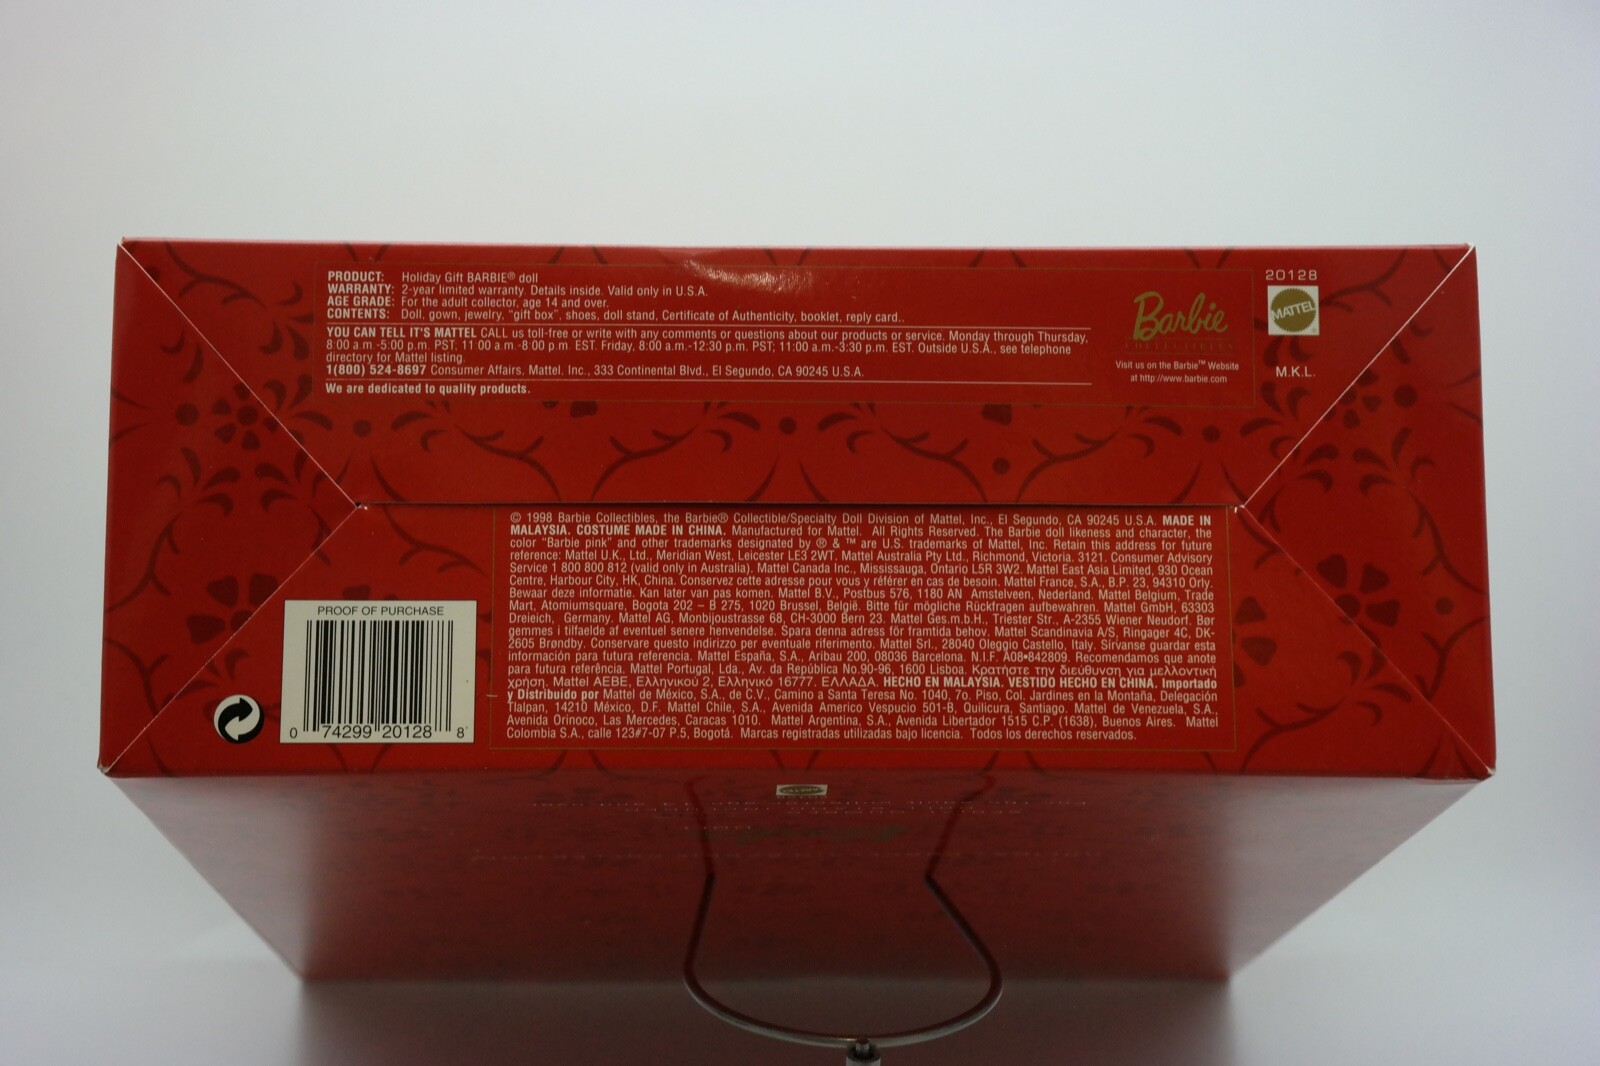 PRODUCT: Holiday Gift BARBIE® doll
WARRANTY: 2-year limited warranty. Details inside. Valid only in U.S.A.
AGE GRADE: For the adult collector, age 14 and over.
CONTENTS: Doll, gown, jewelry, "gift box", shoes, doll stand, Certificate of Authenticity, booklet, reply card..
YOU CAN TELL IT'S MATTEL CALL us toll-free or write with any comments or questions about our products or service. Monday through Thursday,
8:00 a.m.-5:00 p.m. PST, 11:00 a.m.-8:00 p.m. EST. Friday, 8:00 a.m.-12:30 p.m. PST; 11:00 a.m.-3:30 p.m. EST. Outside U.S.A., see telephone
directory for Mattel listing.
1(800) 524-8697 Consumer Affairs. Mattel, Inc., 333 Continental Blvd., El Segundo, CA 90245 U.S.A.
We are dedicated to quality products.
Barbie
COLLECTIBLES
Visit us on the Barbie™ Website
at http://www.barbie.com
20128
MATTEL
M.K.L.
© 1998 Barbie Collectibles, the Barbie® Collectible/Specialty Doll Division of Mattel, Inc., El Segundo, CA 90245 U.S.A. MADE IN
MALAYSIA. COSTUME MADE IN CHINA. Manufactured for Mattel. All Rights Reserved. The Barbie doll likeness and character, the
color "Barbie pink" and other trademarks designated by ® & ™ are U.S. trademarks of Mattel, Inc. Retain this address for future
reference: Mattel U.K., Ltd., Meridian West, Leicester LE3 2WT. Mattel Australia Pty Ltd., Richmond, Victoria. 3121. Consumer Advisory
Service 1 800 800 812 (valid only in Australia). Mattel Canada Inc., Mississauga, Ontario L5R 3W2. Mattel East Asia Limited, 930 Ocean
Centre, Harbour City, HK, China. Conservez cette adresse pour vous y référer en cas de besoin. Mattel France, S.A., B.P. 23, 94310 Orly.
Bewaar deze informatie. Kan later van pas komen. Mattel B.V., Postbus 576, 1180 AN Amstelveen, Nederland. Mattel Belgium, Trade
Mart, Atomiumsquare, Bogota 202 – B 275, 1020 Brussel, België. Bitte für mögliche Rückfragen aufbewahren. Mattel GmbH, 63303
Dreieich, Germany. Mattel AG, Monbijoustrasse 68, CH-3000 Bern 23. Mattel Ges.m.b.H., Triester Str., A-2355 Wiener Neudorf. Bør
gemmes i tilfælde af eventuel senere henvendelse. Spara denna adress för framtida behov. Mattel Scandinavia A/S, Ringager 4C, DK-
2605 Brøndby. Conservare questo indirizzo per eventuale riferimento. Mattel Srl., 28040 Oleggio Castello, Italy. Sírvanse guardar esta
información para futura referencia. Mattel España, S.A., Aribau 200, 08036 Barcelona. N.I.F. A08•842809. Recomendamos que anote
para futura referência. Mattel Portugal, Lda., Av. da República No 90-96, 1600 Lisboa. Κρατήστε την διεύθυνση για μελλοντική
χρήση. Mattel AEBE, Ελληνικού 2, Ελληνικό 16777. ΕΛΛΑΔΑ. HECHO EN MALAYSIA. VESTIDO HECHO EN CHINA. Importado
y Distribuido por Mattel de México, S.A., de C.V., Camino a Santa Teresa No. 1040, 7o. Piso, Col. Jardines en la Montaña, Delegación
Tlalpan, 14210 México, D.F. Mattel Chile, S.A., Avenida Americo Vespucio 501-B, Quilicura, Santiago. Mattel de Venezuela, S.A.,
Avenida Orinoco, Las Mercedes, Caracas 1010. Mattel Argentina, S.A., Avenida Libertador 1515 C.P. (1638), Buenos Aires. Mattel
Colombia S.A., calle 123#7-07 P.5, Bogotá. Marcas registradas utilizadas bajo licencia. Todos los derechos reservados.
PROOF OF PURCHASE
0 74299 20128 8